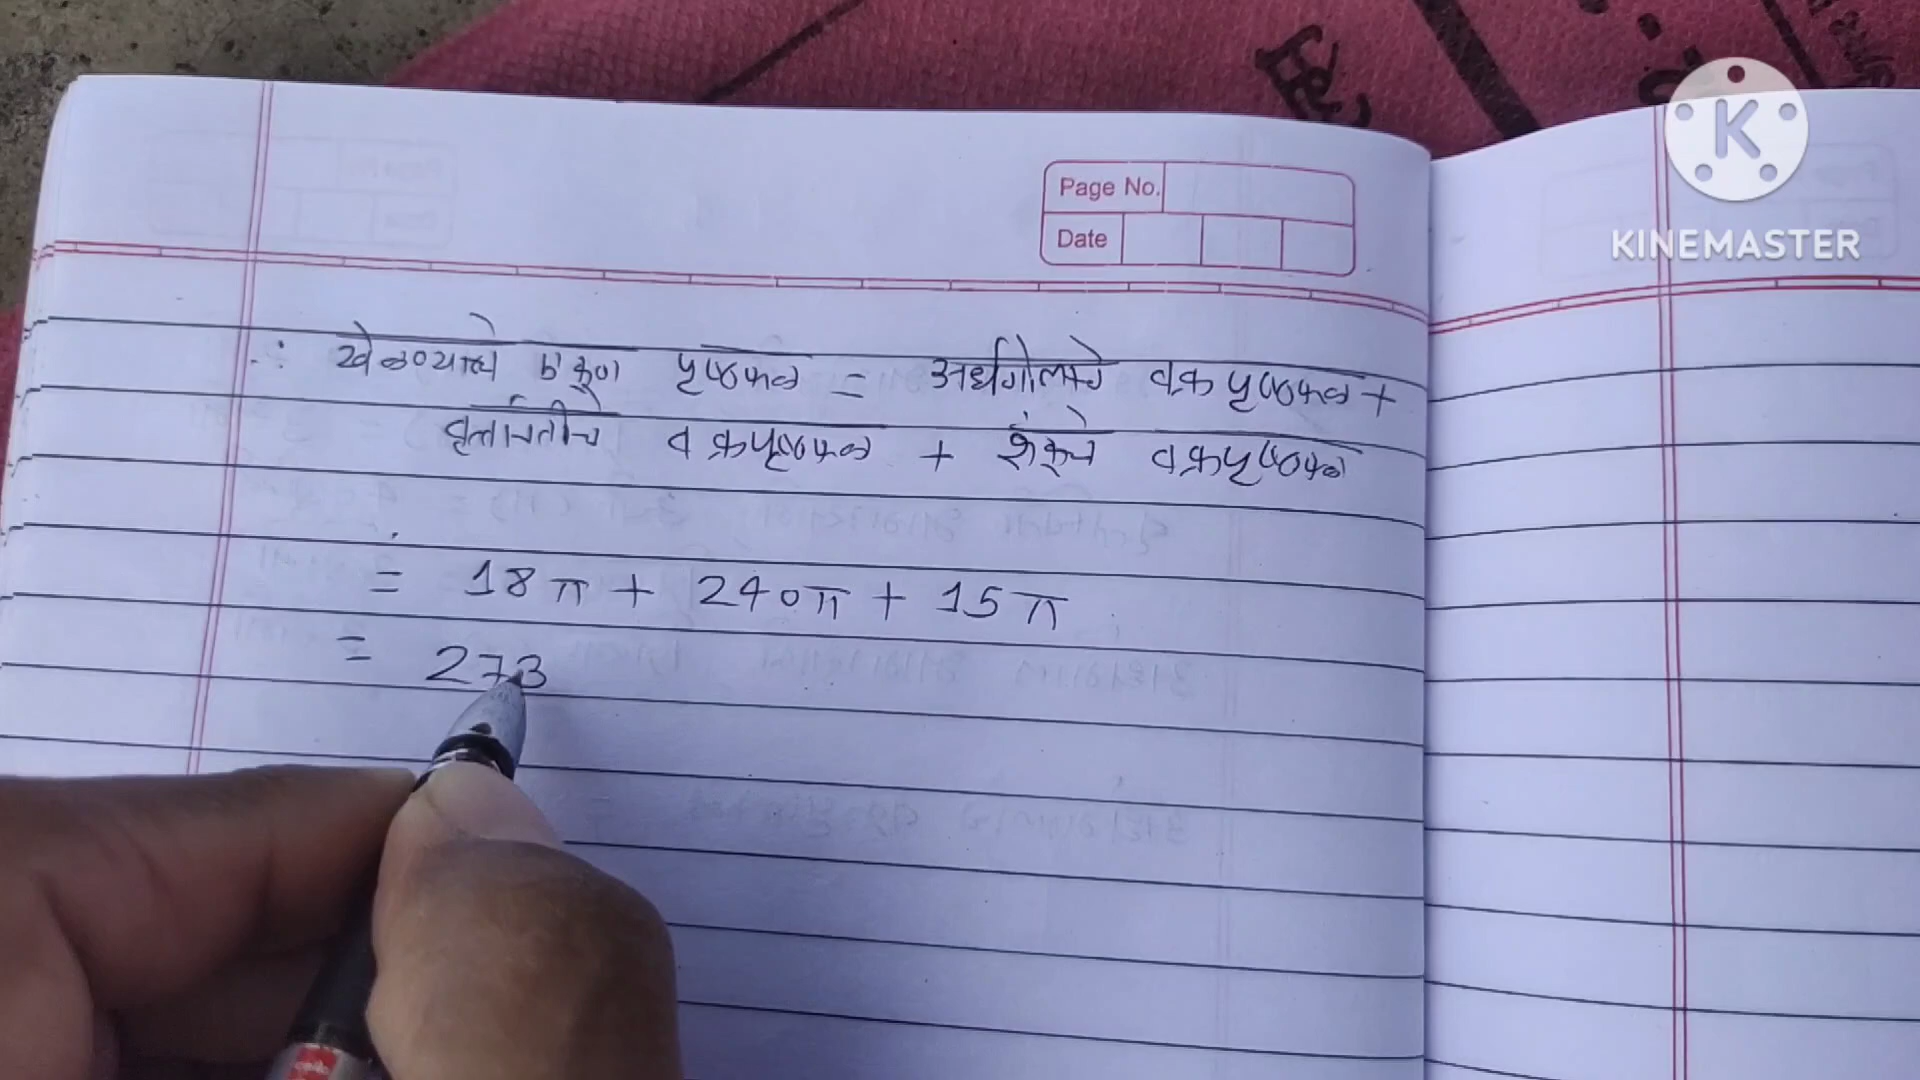 Page No.
Date
K
KINEMASTER
∴ खेळण्याचे एकूण पृष्ठफळ = अर्धगोलाचे वक्रपृष्ठफळ +
वृत्तचितीचे वक्रपृष्ठफळ + शंकूचे वक्रपृष्ठफळ
= 18π + 240π + 15π
= 273